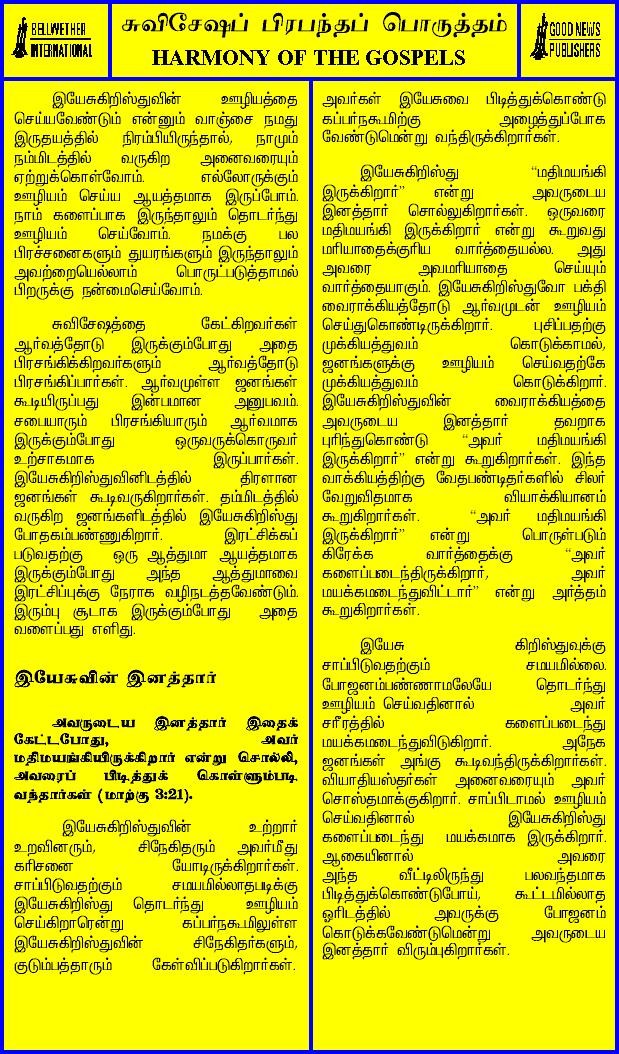 BELLWETHER
INTERNATIONAL
சுவிசேஷப் பிரபந்தப் பொருத்தம்
HARMONY OF THE GOSPELS
GOOD NEWS
PUBLISHERS
இயேசுகிறிஸ்துவின் ஊழியத்தை
செய்யவேண்டும் என்னும் வாஞ்சை நமது
இருதயத்தில் நிரம்பியிருந்தால், நாமும்
நம்மிடத்தில் வருகிற அனைவரையும்
ஏற்றுக்கொள்வோம். எல்லோருக்கும்
ஊழியம் செய்ய ஆயத்தமாக இருப்போம்.
நாம் களைப்பாக இருந்தாலும் தொடர்ந்து
ஊழியம் செய்வோம். நமக்கு பல
பிரச்சனைகளும் துயரங்களும் இருந்தாலும்
அவற்றையெல்லாம் பொருட்படுத்தாமல்
பிறருக்கு நன்மைசெய்வோம்.
சுவிசேஷத்தை கேட்கிறவர்கள்
ஆர்வத்தோடு இருக்கும்போது அதை
பிரசங்கிக்கிறவர்களும் ஆர்வத்தோடு
பிரசங்கிப்பார்கள். ஆர்வமுள்ள ஜனங்கள்
கூடியிருப்பது இன்பமான அனுபவம்.
சபையாரும் பிரசங்கியாரும் ஆர்வமாக
இருக்கும்போது ஒருவருக்கொருவர்
உற்சாகமாக இருப்பார்கள்.
இயேசுகிறிஸ்துவினிடத்தில் திரளான
ஜனங்கள் கூடிவருகிறார்கள். தம்மிடத்தில்
வருகிற ஜனங்களிடத்தில் இயேசுகிறிஸ்து
போதகம்பண்ணுகிறார். இரட்சிக்கப்
படுவதற்கு ஒரு ஆத்துமா ஆயத்தமாக
இருக்கும்போது அந்த ஆத்துமாவை
இரட்சிப்புக்கு நேராக வழிநடத்தவேண்டும்.
இரும்பு சூடாக இருக்கும்போது அதை
வளைப்பது எளிது.
இயேசுவின் இனத்தார்
அவருடைய இனத்தார் இதைக்
கேட்டபோது, அவர்
மதிமயங்கியிருக்கிறார் என்று சொல்லி,
அவரைப் பிடித்துக் கொள்ளும்படி
வந்தார்கள் (மாற்கு 3:21).
இயேசுகிறிஸ்துவின் உற்றார்
உறவினரும், சிநேகிதரும் அவர்மீது
கரிசனை யோடிருக்கிறார்கள்.
சாப்பிடுவதற்கும் சமயமில்லாதபடிக்கு
இயேசுகிறிஸ்து தொடர்ந்து ஊழியம்
செய்கிறாரென்று கப்பர்நகூமிலுள்ள
இயேசுகிறிஸ்துவின் சிநேகிதர்களும்,
குடும்பத்தாரும் கேள்விப்படுகிறார்கள்.
அவர்கள் இயேசுவை பிடித்துக்கொண்டு
கப்பர்நகூமிற்கு அழைத்துப்போக
வேண்டுமென்று வந்திருக்கிறார்கள்.
இயேசுகிறிஸ்து “மதிமயங்கி
இருக்கிறார்” என்று அவருடைய
இனத்தார் சொல்லுகிறார்கள். ஒருவரை
மதிமயங்கி இருக்கிறார் என்று கூறுவது
மரியாதைக்குரிய வார்த்தையல்ல. அது
அவரை அவமரியாதை செய்யும்
வார்த்தையாகும். இயேசுகிறிஸ்துவோ பக்தி
வைராக்கியத்தோடு ஆர்வமுடன் ஊழியம்
செய்துகொண்டிருக்கிறார். புசிப்பதற்கு
முக்கியத்துவம் கொடுக்காமல்,
ஜனங்களுக்கு ஊழியம் செய்வதற்கே
முக்கியத்துவம் கொடுக்கிறார்.
இயேசுகிறிஸ்துவின் வைராக்கியத்தை
அவருடைய இனத்தார் தவறாக
புரிந்துகொண்டு “அவர் மதிமயங்கி
இருக்கிறார்” என்று கூறுகிறார்கள். இந்த
வாக்கியத்திற்கு வேதபண்டிதர்களில் சிலர்
வேறுவிதமாக வியாக்கியானம்
கூறுகிறார்கள். “அவர் மதிமயங்கி
இருக்கிறார்” என்று பொருள்படும்
கிரேக்க வார்த்தைக்கு “அவர்
களைப்படைந்திருக்கிறார், அவர்
மயக்கமடைந்துவிட்டார்” என்று அர்த்தம்
கூறுகிறார்கள்.
இயேசு கிறிஸ்துவுக்கு
சாப்பிடுவதற்கும் சமயமில்லை.
போஜனம்பண்ணாமலேயே தொடர்ந்து
ஊழியம் செய்வதினால் அவர்
சரீரத்தில் களைப்படைந்து
மயக்கமடைந்துவிடுகிறார். அநேக
ஜனங்கள் அங்கு கூடிவந்திருக்கிறார்கள்.
வியாதியஸ்தர்கள் அனைவரையும் அவர்
சொஸ்தமாக்குகிறார். சாப்பிடாமல் ஊழியம்
செய்வதினால் இயேசுகிறிஸ்து
களைப்படைந்து மயக்கமாக இருக்கிறார்.
ஆகையினால் அவரை
அந்த வீட்டிலிருந்து பலவந்தமாக
பிடித்துக்கொண்டுபோய், கூட்டமில்லாத
ஓரிடத்தில் அவருக்கு போஜனம்
கொடுக்கவேண்டுமென்று அவருடைய
இனத்தார் விரும்புகிறார்கள்.